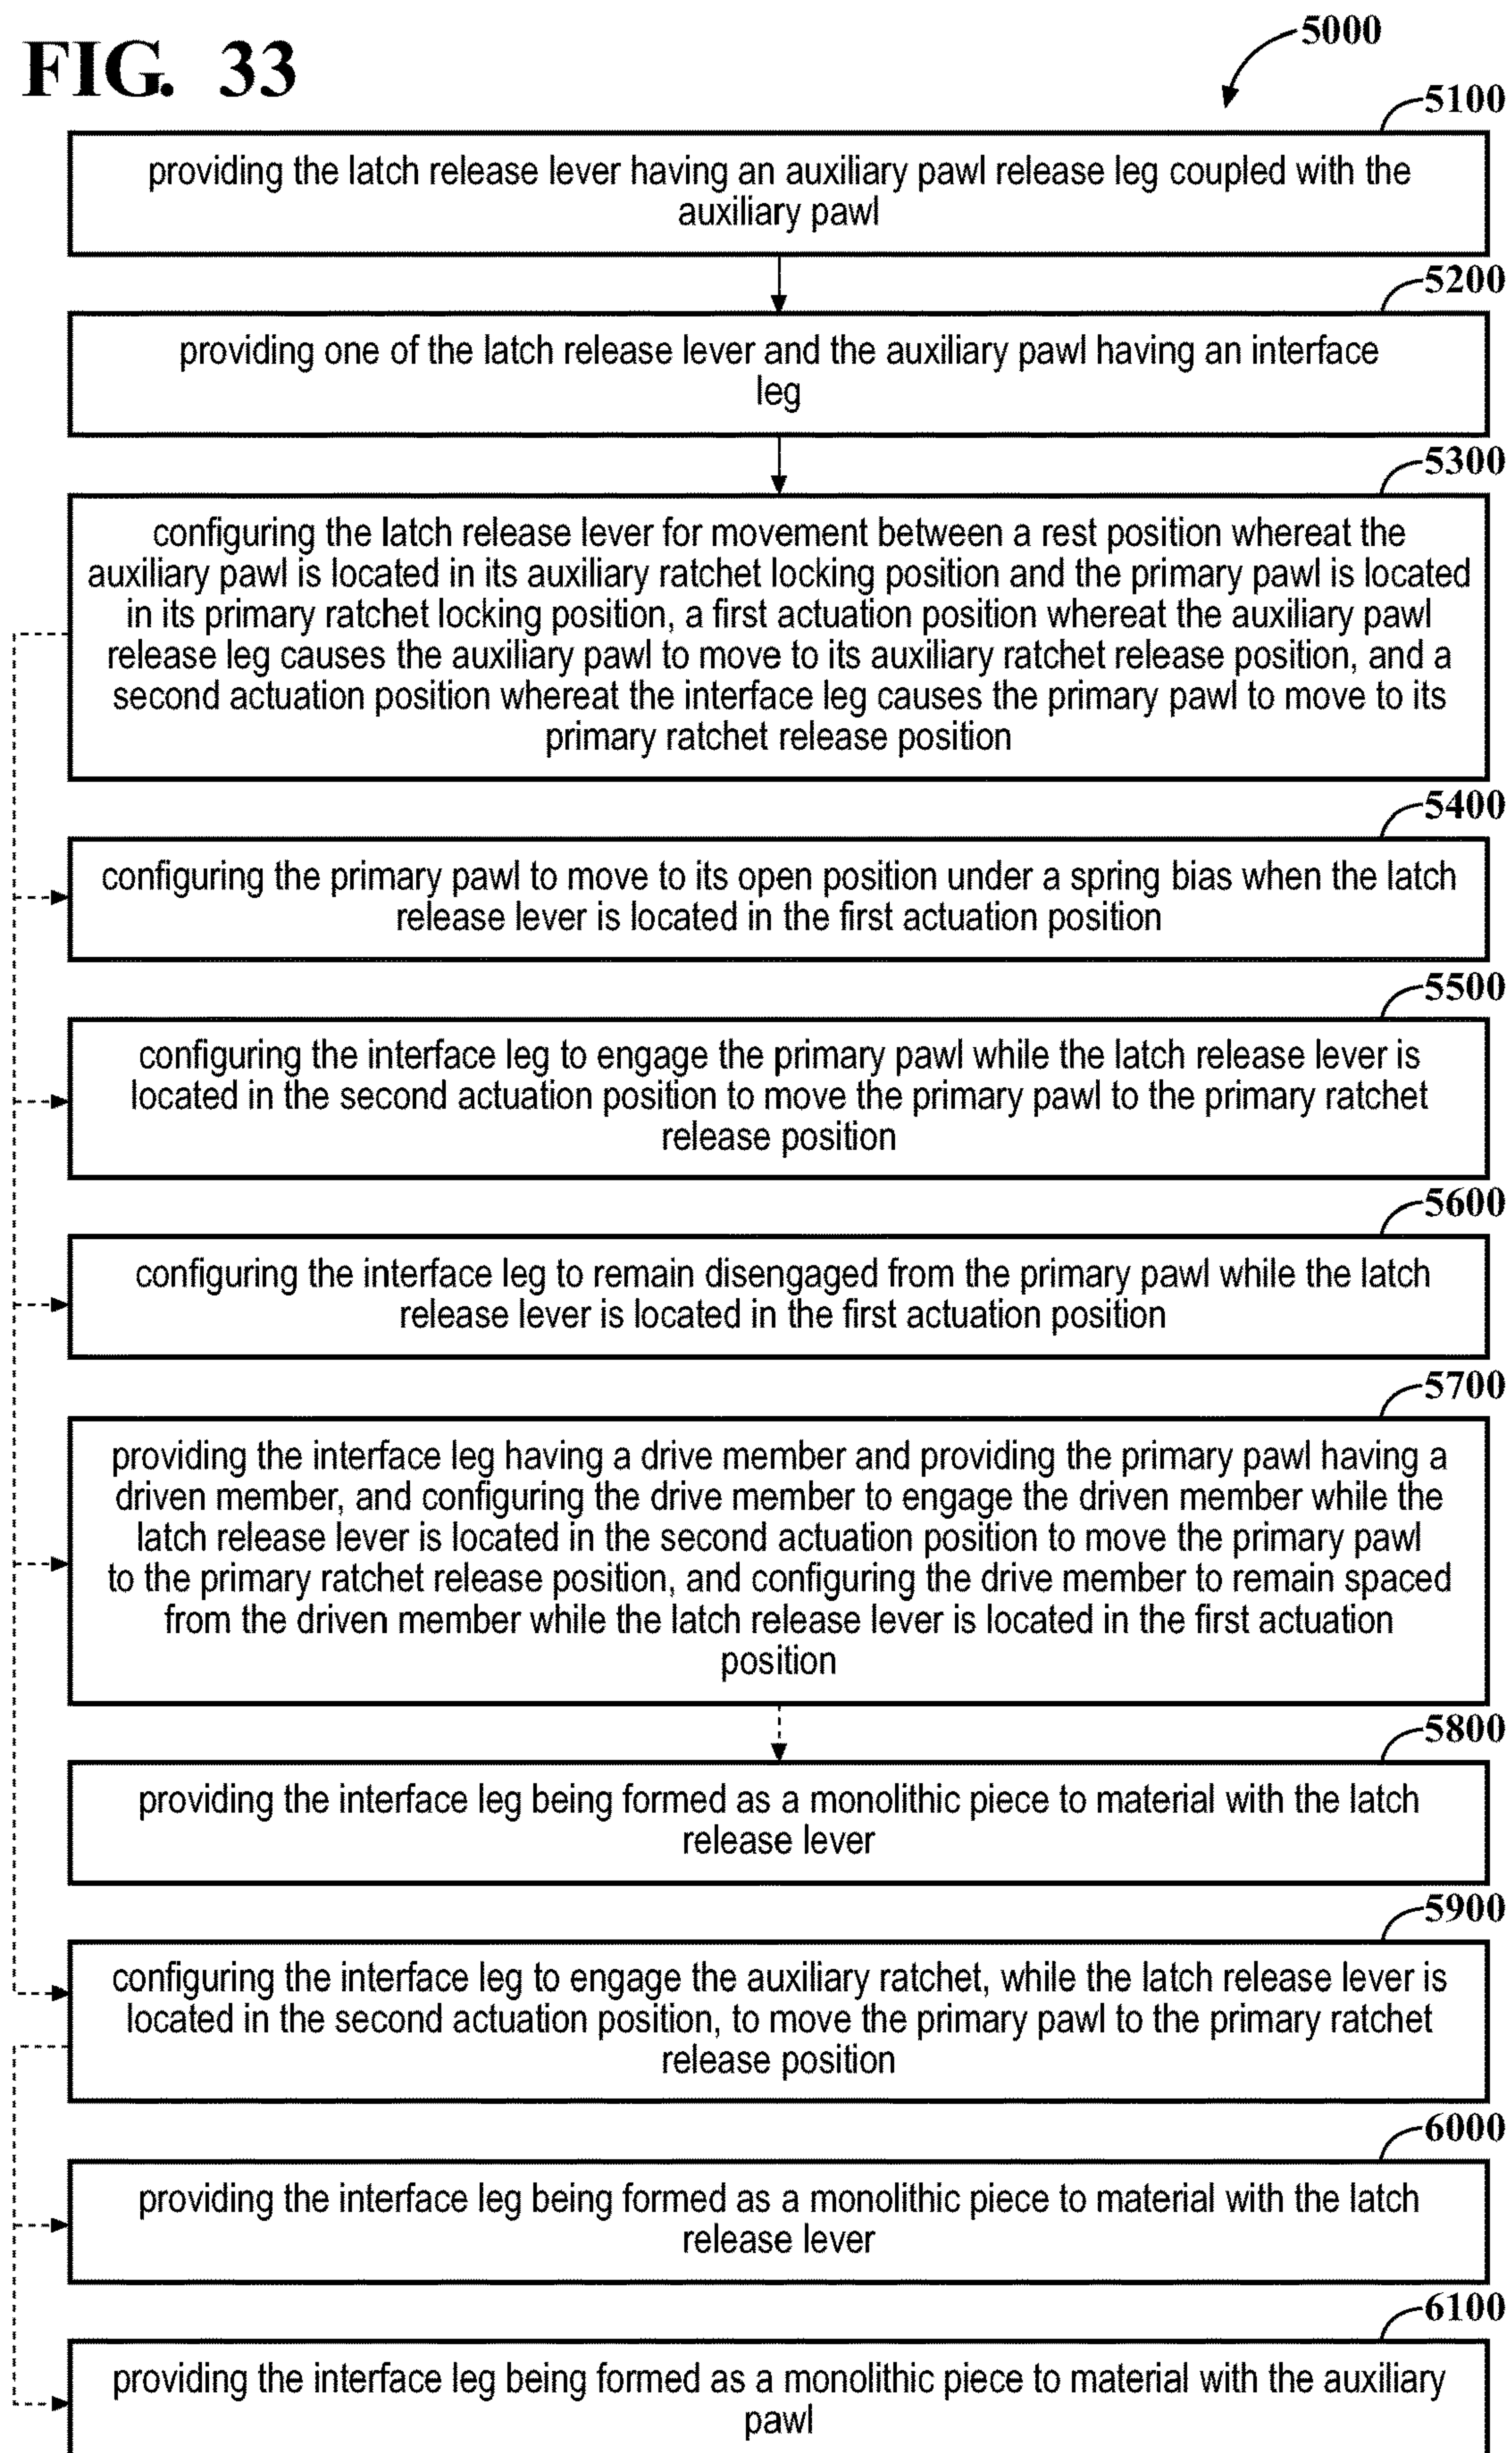 FIG. 33
5000
5100
providing the latch release lever having an auxiliary pawl release leg coupled with the
auxiliary pawl
5200
providing one of the latch release lever and the auxiliary pawl having an interface
leg
5300
configuring the latch release lever for movement between a rest position whereat the
auxiliary pawl is located in its auxiliary ratchet locking position and the primary pawl is located
in its primary ratchet locking position, a first actuation position whereat the auxiliary pawl
release leg causes the auxiliary pawl to move to its auxiliary ratchet release position, and a
second actuation position whereat the interface leg causes the primary pawl to move to its
primary ratchet release position
5400
configuring the primary pawl to move to its open position under a spring bias when the latch
release lever is located in the first actuation position
5500
configuring the interface leg to engage the primary pawl while the latch release lever is
located in the second actuation position to move the primary pawl to the primary ratchet
release position
5600
configuring the interface leg to remain disengaged from the primary pawl while the latch
release lever is located in the first actuation position
5700
providing the interface leg having a drive member and providing the primary pawl having a
driven member, and configuring the drive member to engage the driven member while the
latch release lever is located in the second actuation position to move the primary pawl
to the primary ratchet release position, and configuring the drive member to remain spaced
from the driven member while the latch release lever is located in the first actuation
position
5800
providing the interface leg being formed as a monolithic piece to material with the latch
release lever
5900
configuring the interface leg to engage the auxiliary ratchet, while the latch release lever is
located in the second actuation position, to move the primary pawl to the primary ratchet
release position
6000
providing the interface leg being formed as a monolithic piece to material with the latch
release lever
6100
providing the interface leg being formed as a monolithic piece to material with the auxiliary
pawl